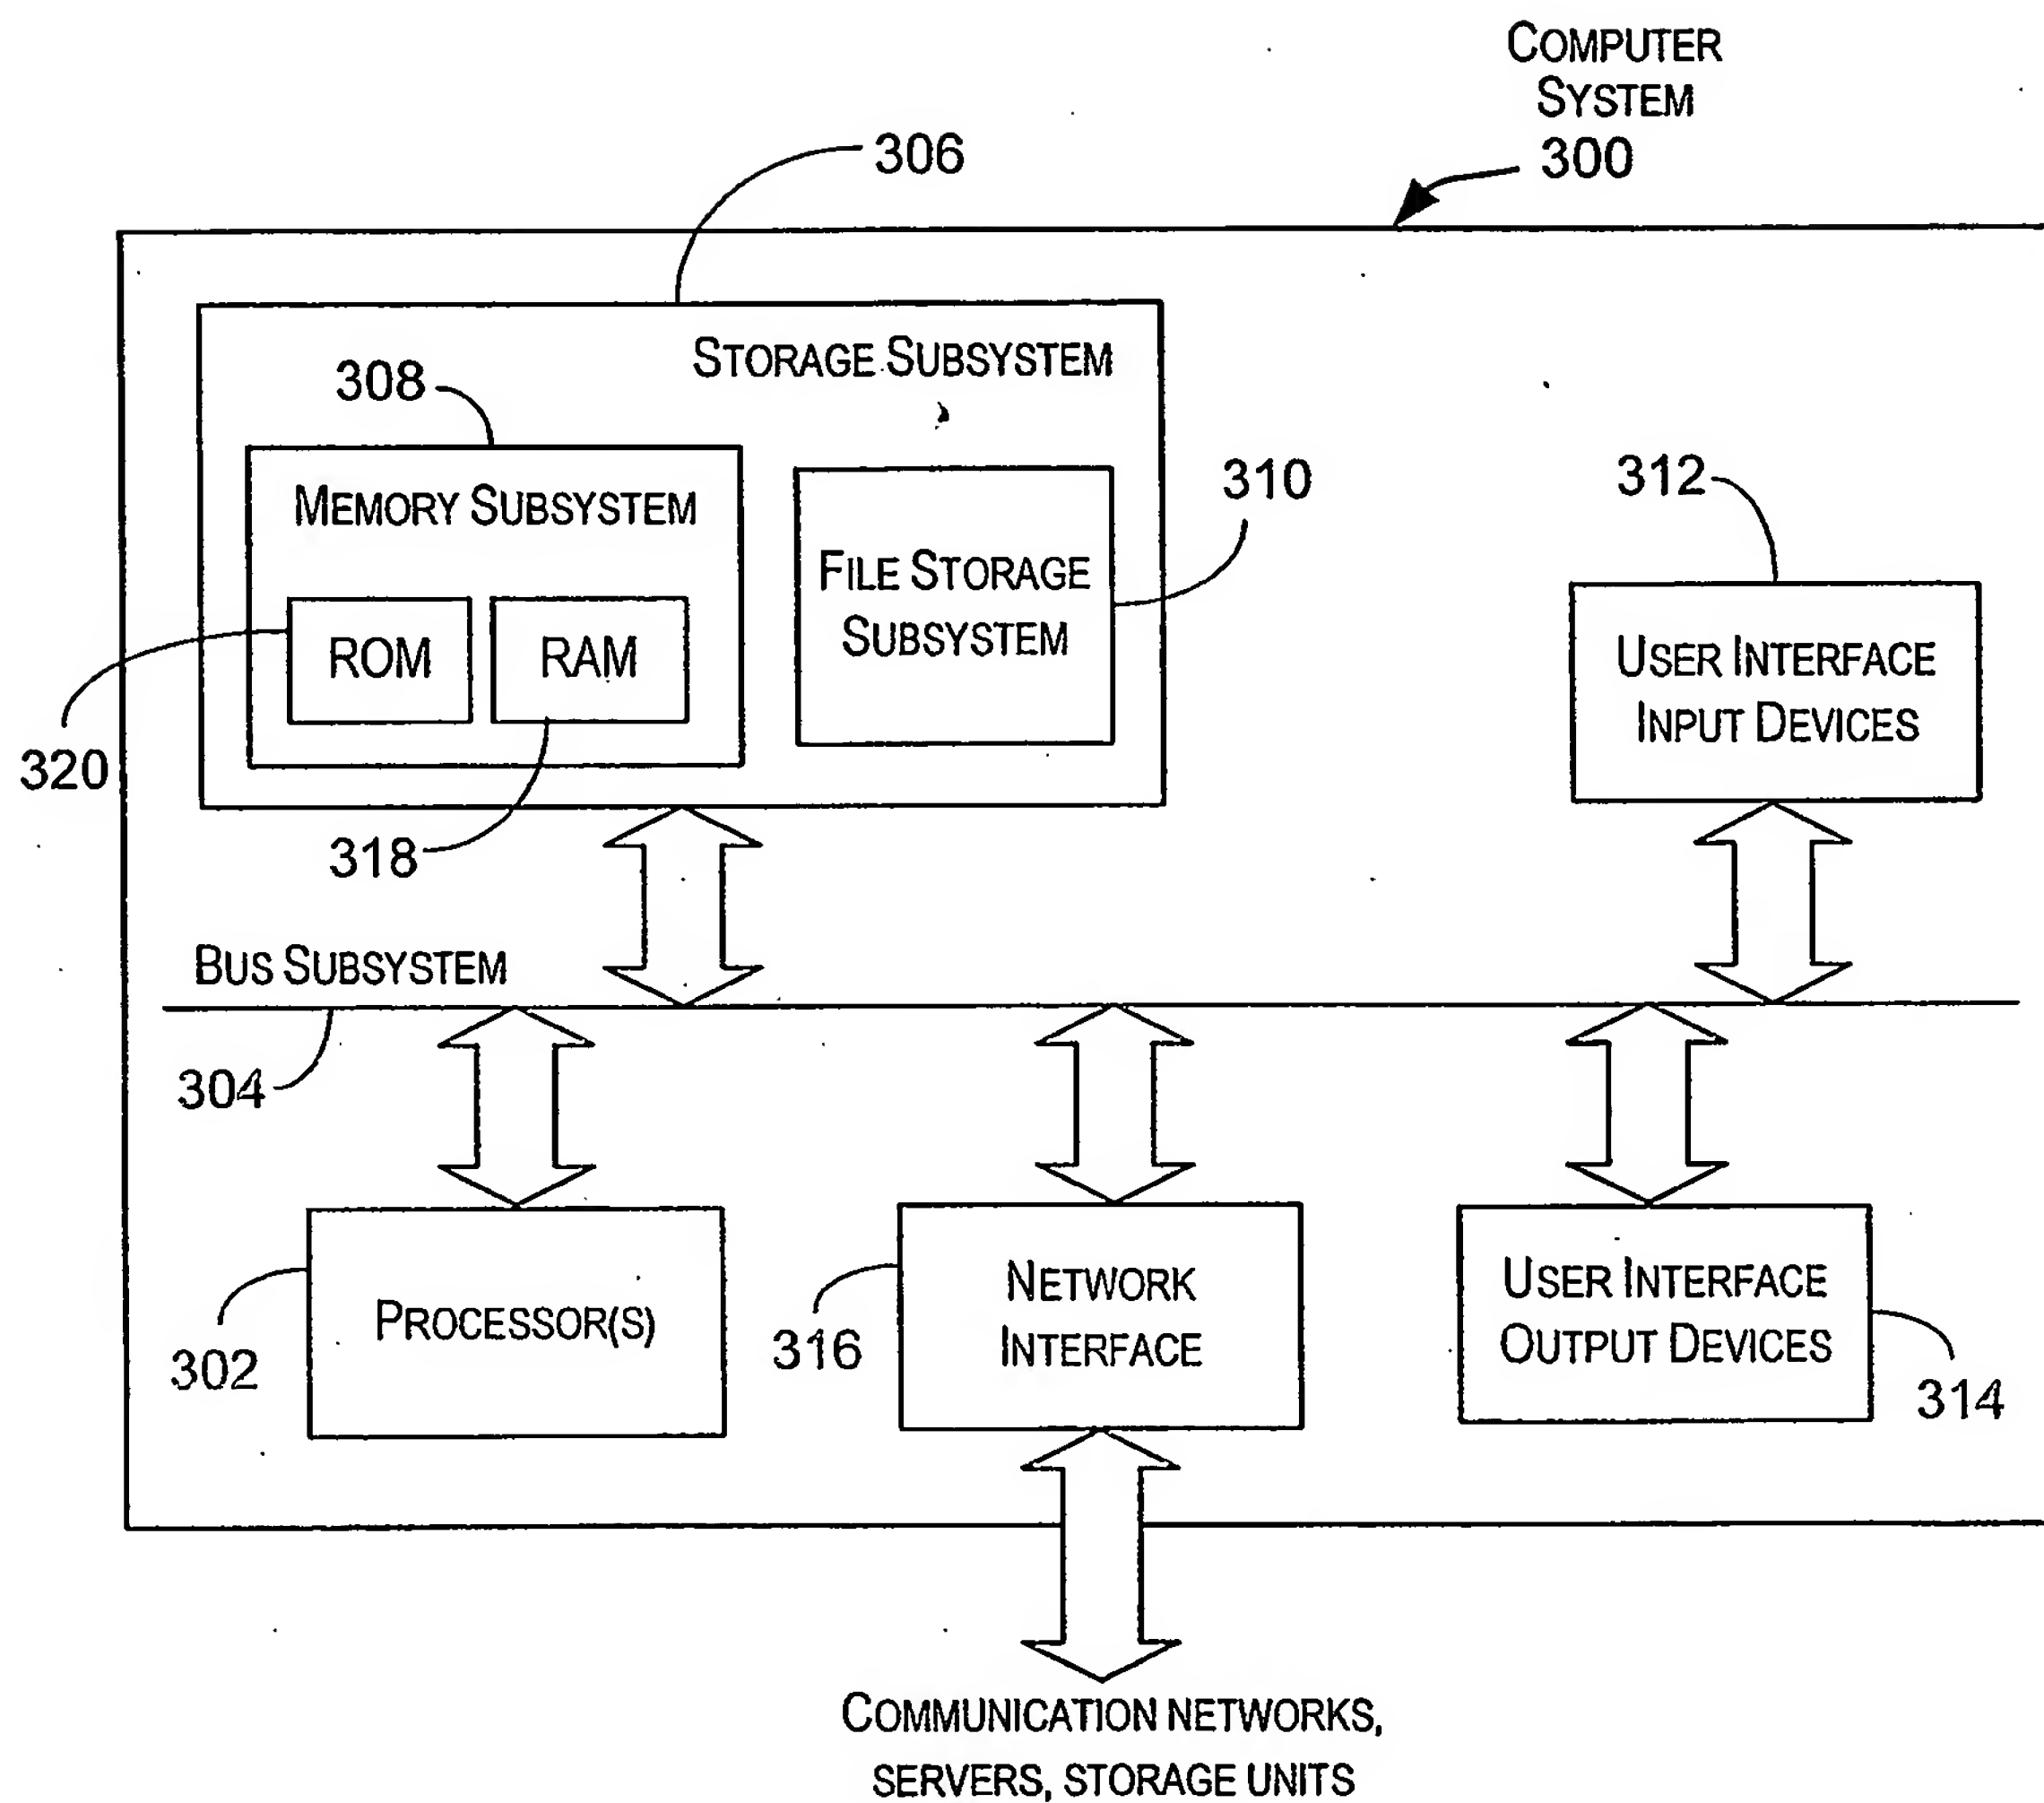 COMPUTER
SYSTEM
300
306
STORAGE SUBSYSTEM
308
MEMORY SUBSYSTEM
310
312
FILE STORAGE
SUBSYSTEM
ROM
RAM
USER INTERFACE
INPUT DEVICES
320
318
BUS SUBSYSTEM
304
PROCESSOR(S)
302
NETWORK
INTERFACE
316
USER INTERFACE
OUTPUT DEVICES
314
COMMUNICATION NETWORKS,
SERVERS, STORAGE UNITS